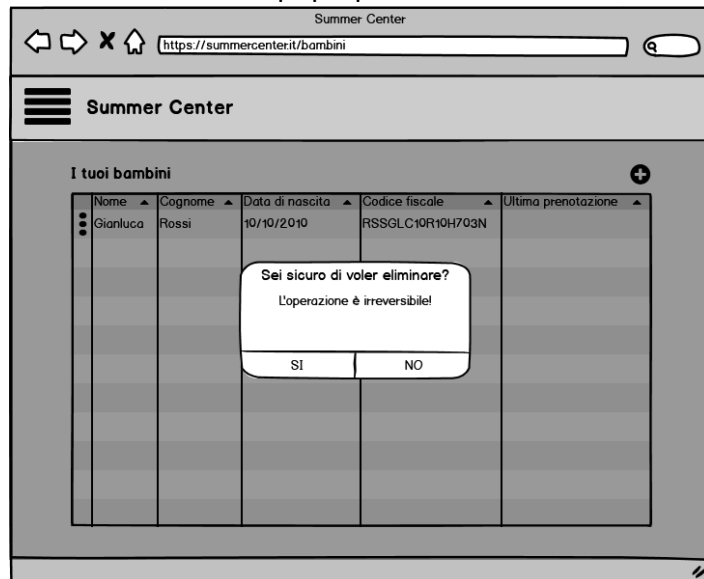 Summer Center
https://summercenter.it/bambini
Summer Center
I tuoi bambini
Nome Cognome Data di nascita Codice fiscale Ultima prenotazione
Gianluca Rossi 10/10/2010 RSSGLC10R10H703N
Sei sicuro di voler eliminare?
L'operazione è irreversibile!
SI NO